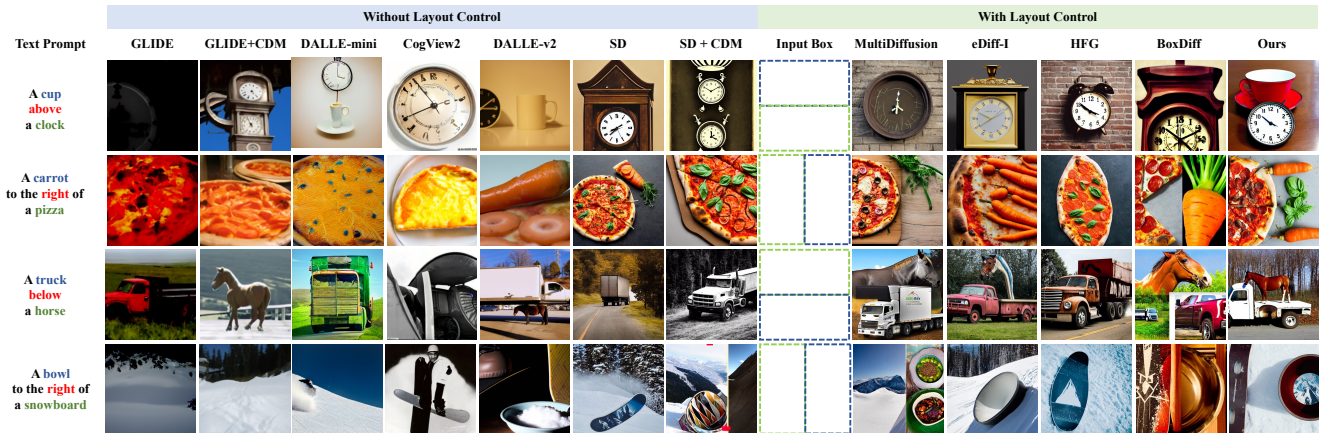 Without Layout Control
With Layout Control
Text Prompt
GLIDE
GLIDE+CDM
DALLE-mini
CogView2
DALLE-v2
SD
SD + CDM
Input Box
MultiDiffusion
eDiff-I
HFG
BoxDiff
Ours
A cup
above
a clock
A carrot
to the right of
a pizza
A truck
below
a horse
A bowl
to the right of
a snowboard